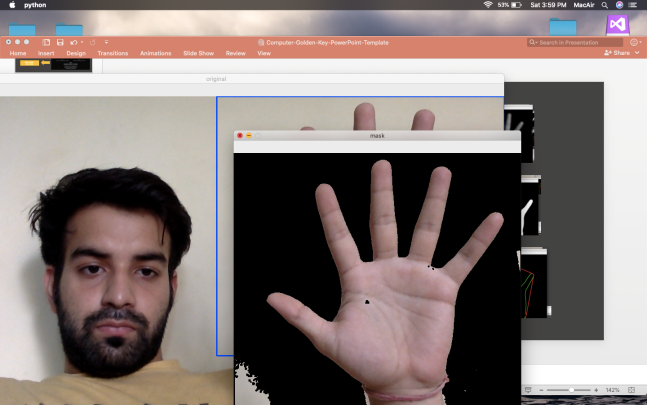 python
53%
Sat 3:59 PM
MacAir
Computer-Golden-Key-PowerPoint-Template
Search in Presentation
Home
Insert
Design
Transitions
Animations
Slide Show
Review
View
Share
original
mask
142%